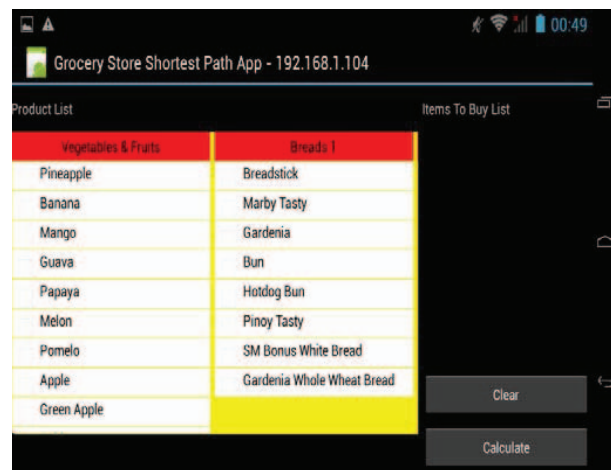 00:49
Grocery Store Shortest Path App - 192.168.1.104
Product List
Items To Buy List
Vegetables & Fruits
Breads 1
Pineapple
Breadstick
Banana
Marby Tasty
Mango
Gardenia
Guava
Bun
Papaya
Hotdog Bun
Melon
Pinoy Tasty
Pomelo
SM Bonus White Bread
Apple
Gardenia Whole Wheat Bread
Green Apple
Clear
Calculate